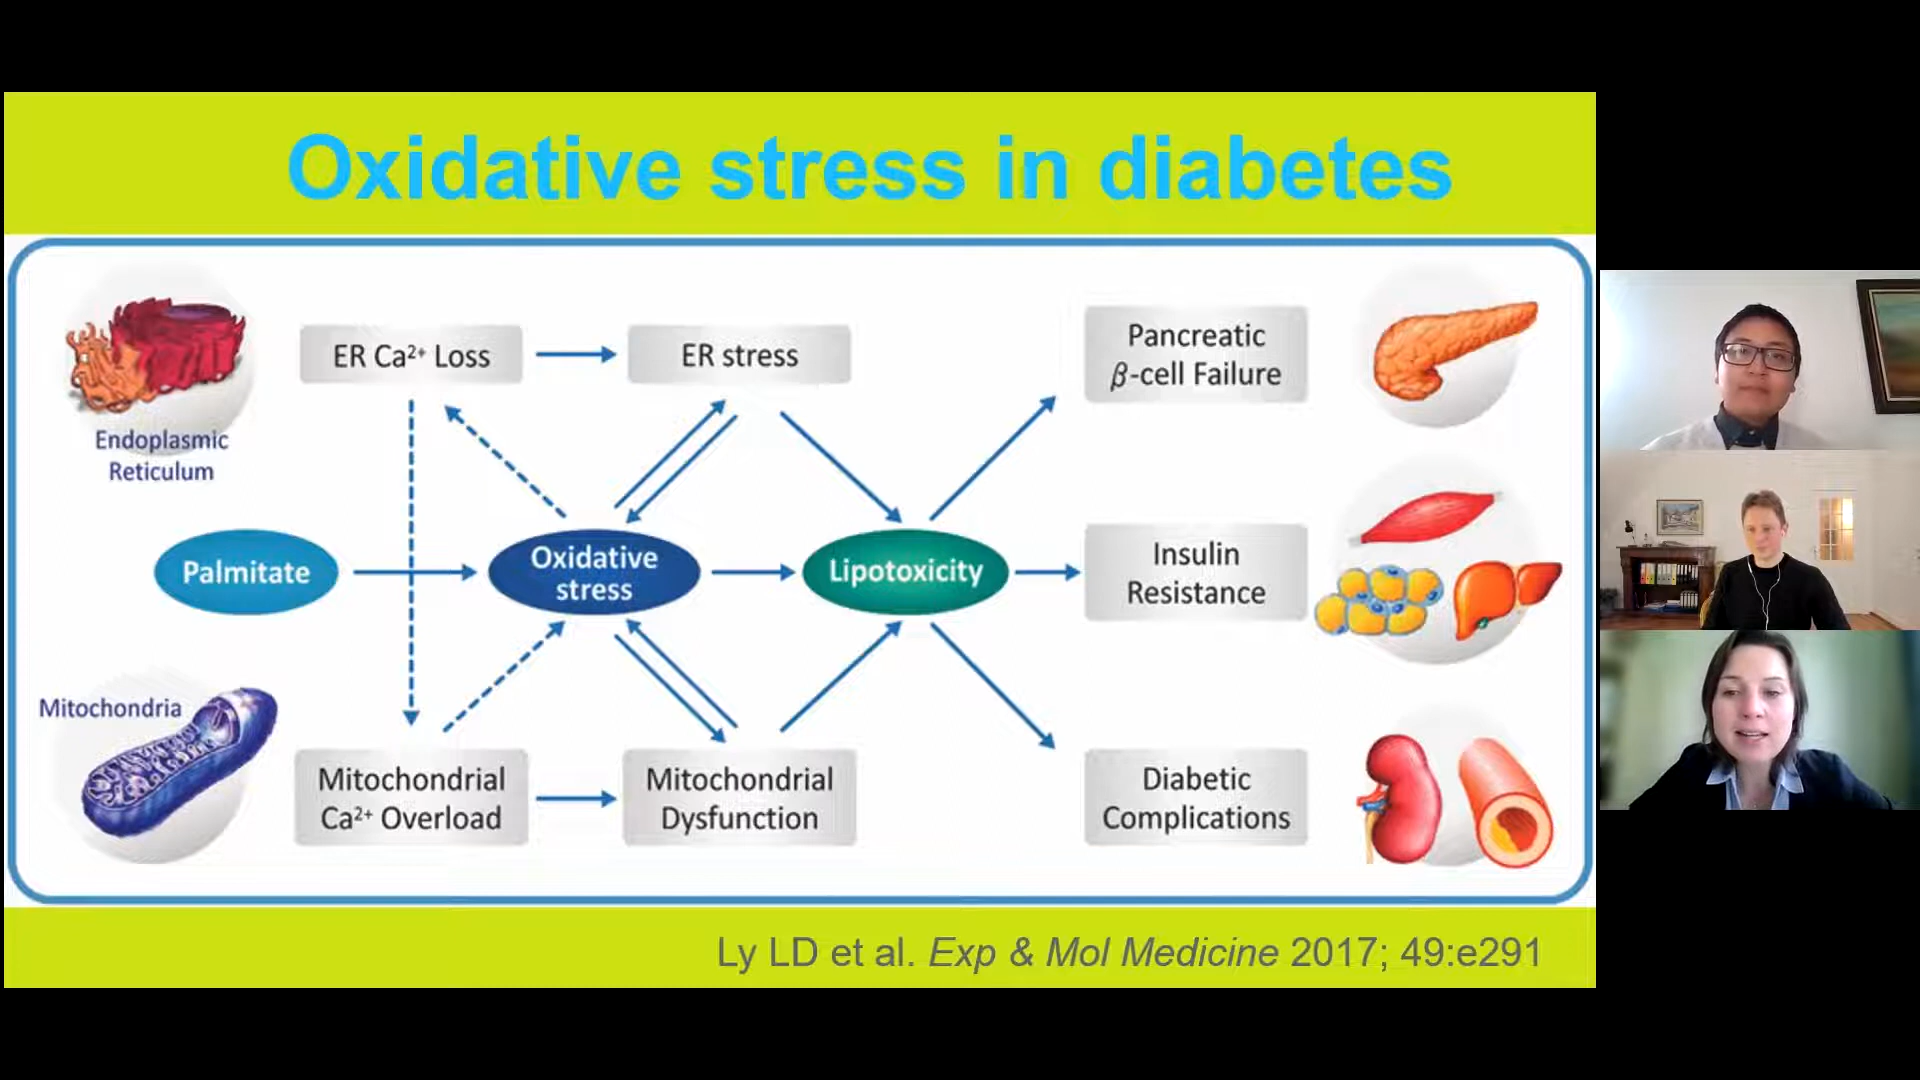 Oxidative stress in diabetes
ER Ca²⁺ Loss
ER stress
Pancreatic
β-cell Failure
Endoplasmic
Reticulum
Palmitate
Oxidative
stress
Lipotoxicity
Insulin
Resistance
Mitochondria
Mitochondrial
Ca²⁺ Overload
Mitochondrial
Dysfunction
Diabetic
Complications
Ly LD et al. Exp & Mol Medicine 2017; 49:e291